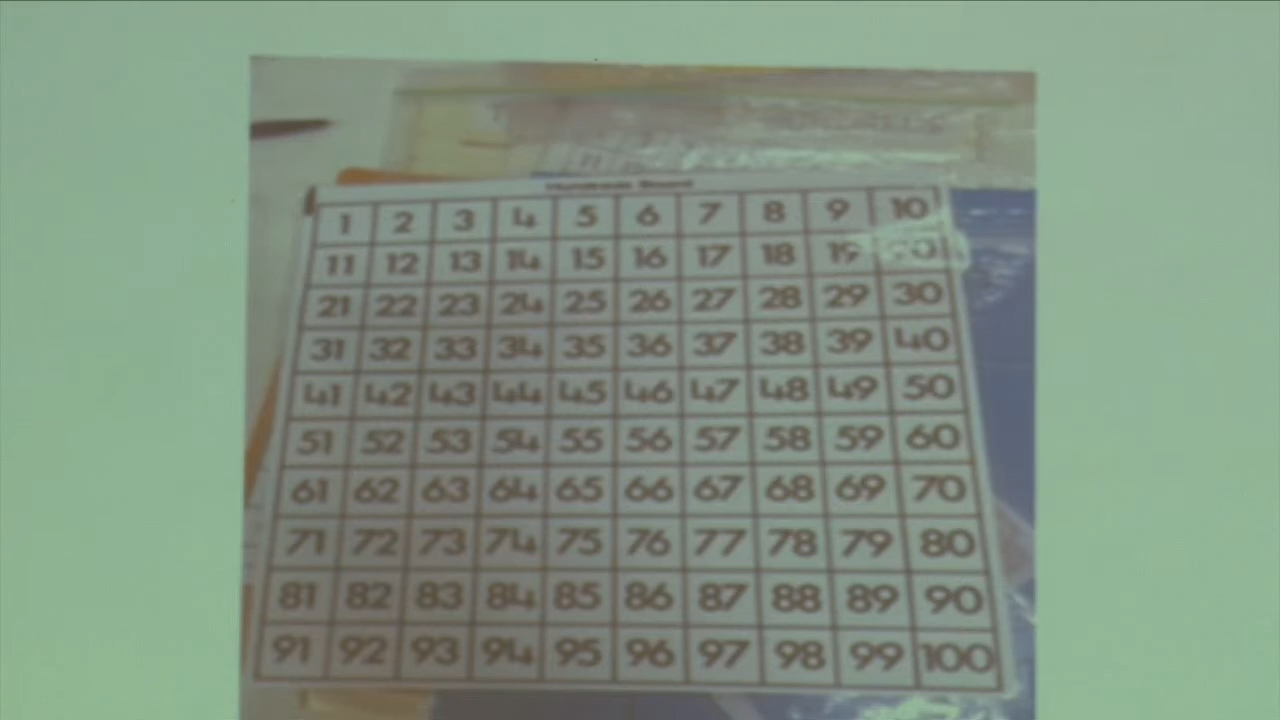 Hundreds Board
1 2 3 4 5 6 7 8 9 10
11 12 13 14 15 16 17 18 19
21 22 23 24 25 26 27 28 29 30
31 32 33 34 35 36 37 38 39 40
41 42 43 44 45 46 47 48 49 50
51 52 53 54 55 56 57 58 59 60
61 62 63 64 65 66 67 68 69 70
71 72 73 74 75 76 77 78 79 80
81 82 83 84 85 86 87 88 89 90
91 92 93 94 95 96 97 98 99 100